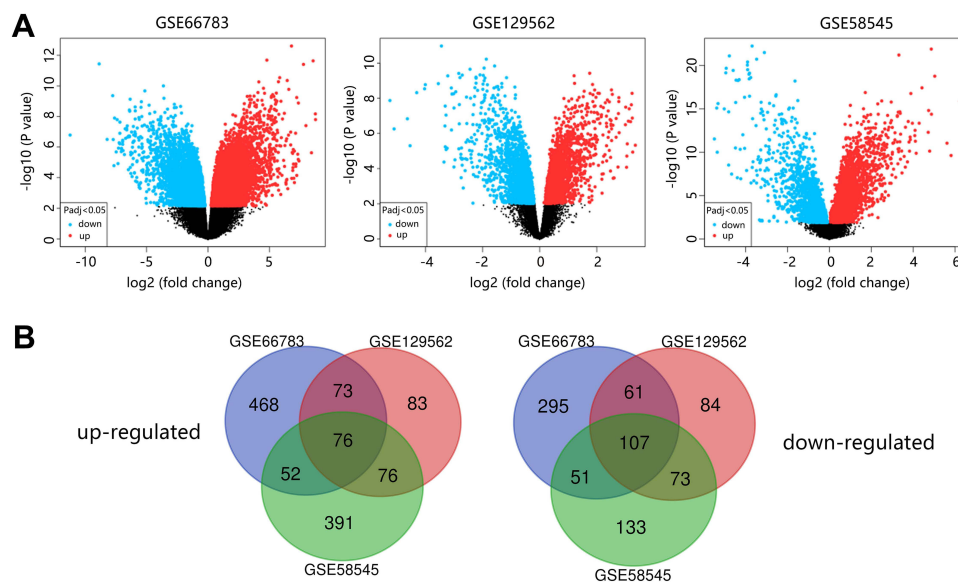 A
GSE66783
GSE129562
GSE58545
-log10 (P value)
12
10
8
6
4
2
0
Padj<0.05
down
up
-10
-5
0
5
log2 (fold change)
-log10 (P value)
10
8
6
4
2
0
Padj<0.05
down
up
-4
-2
0
2
log2 (fold change)
-log10 (P value)
20
15
10
5
0
Padj<0.05
down
up
-4
-2
0
2
4
6
log2 (fold change)
B
up-regulated
GSE66783
GSE129562
468
73
83
76
52
76
391
GSE58545
GSE66783
GSE129562
295
61
84
107
51
73
133
GSE58545
down-regulated